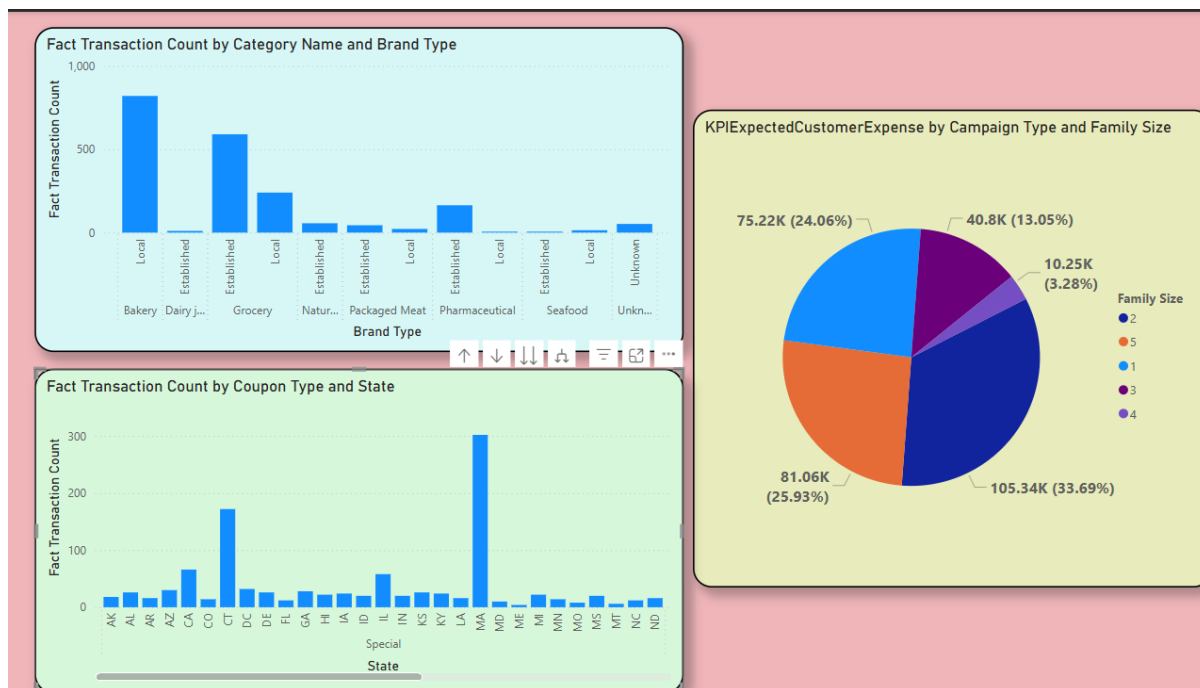 Fact Transaction Count by Category Name and Brand Type
1,000
500
0
Fact Transaction Count
Local
Established
Established
Local
Established
Established
Local
Established
Local
Established
Local
Unknown
Bakery
Dairy j...
Grocery
Natur...
Packaged Meat
Pharmaceutical
Seafood
Unkn...
Brand Type
Fact Transaction Count by Coupon Type and State
300
200
100
0
Fact Transaction Count
AK
AL
AR
AZ
CA
CO
CT
DC
DE
FL
GA
HI
IA
ID
IL
IN
KS
KY
LA
MA
MD
ME
MI
MN
MO
MS
MT
NC
ND
Special
State
KPIExpectedCustomerExpense by Campaign Type and Family Size
75.22K (24.06%)
40.8K (13.05%)
10.25K
(3.28%)
81.06K
(25.93%)
105.34K (33.69%)
Family Size
2
5
1
3
4